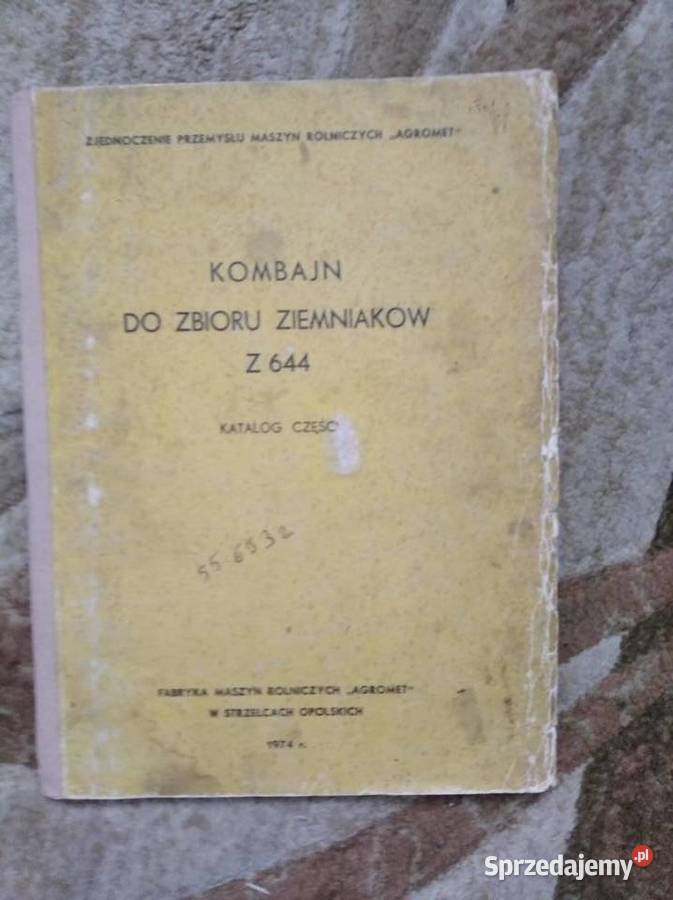 ZJEDNOCZENIE PRZEMYSŁU MASZYN ROLNICZYCH „AGROMET"
KOMBAJN
DO ZBIORU ZIEMNIAKÓW
Z 644
KATALOG CZĘŚCI
55-6932
FABRYKA MASZYN ROLNICZYCH „AGROMET"
W STRZELCACH OPOLSKICH
1974 r.
Sprzedajemy.pl